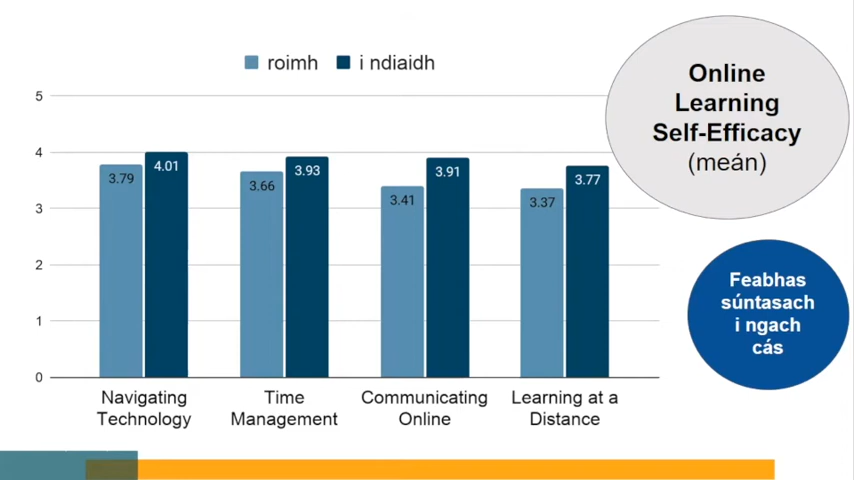 roimh
i ndiaidh
Online
Learning
Self-Efficacy
(meán)
5
4
3
2
1
0
3.79
4.01
3.66
3.93
3.41
3.91
3.37
3.77
Navigating
Technology
Time
Management
Communicating
Online
Learning at a
Distance
Feabhas
súntasach
i ngach
cás